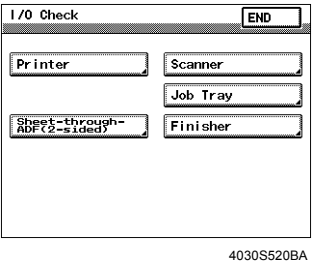 I/O Check
END
Printer
Scanner
Job Tray
Sheet-through-
ADF(2-sided)
Finisher
4030S520BA